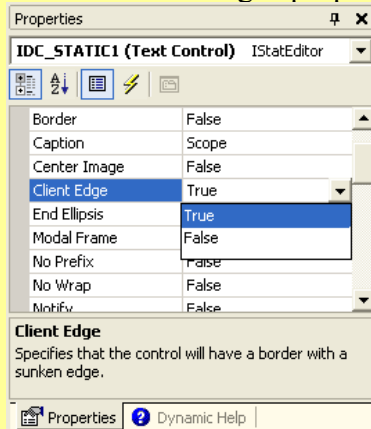 Properties
IDC_STATIC1 (Text Control) IStatEditor
Border False
Caption Scope
Center Image False
Client Edge True
End Ellipsis True
Modal Frame False
No Prefix False
No Wrap False
Notify False
Client Edge
Specifies that the control will have a border with a
sunken edge.
Properties Dynamic Help